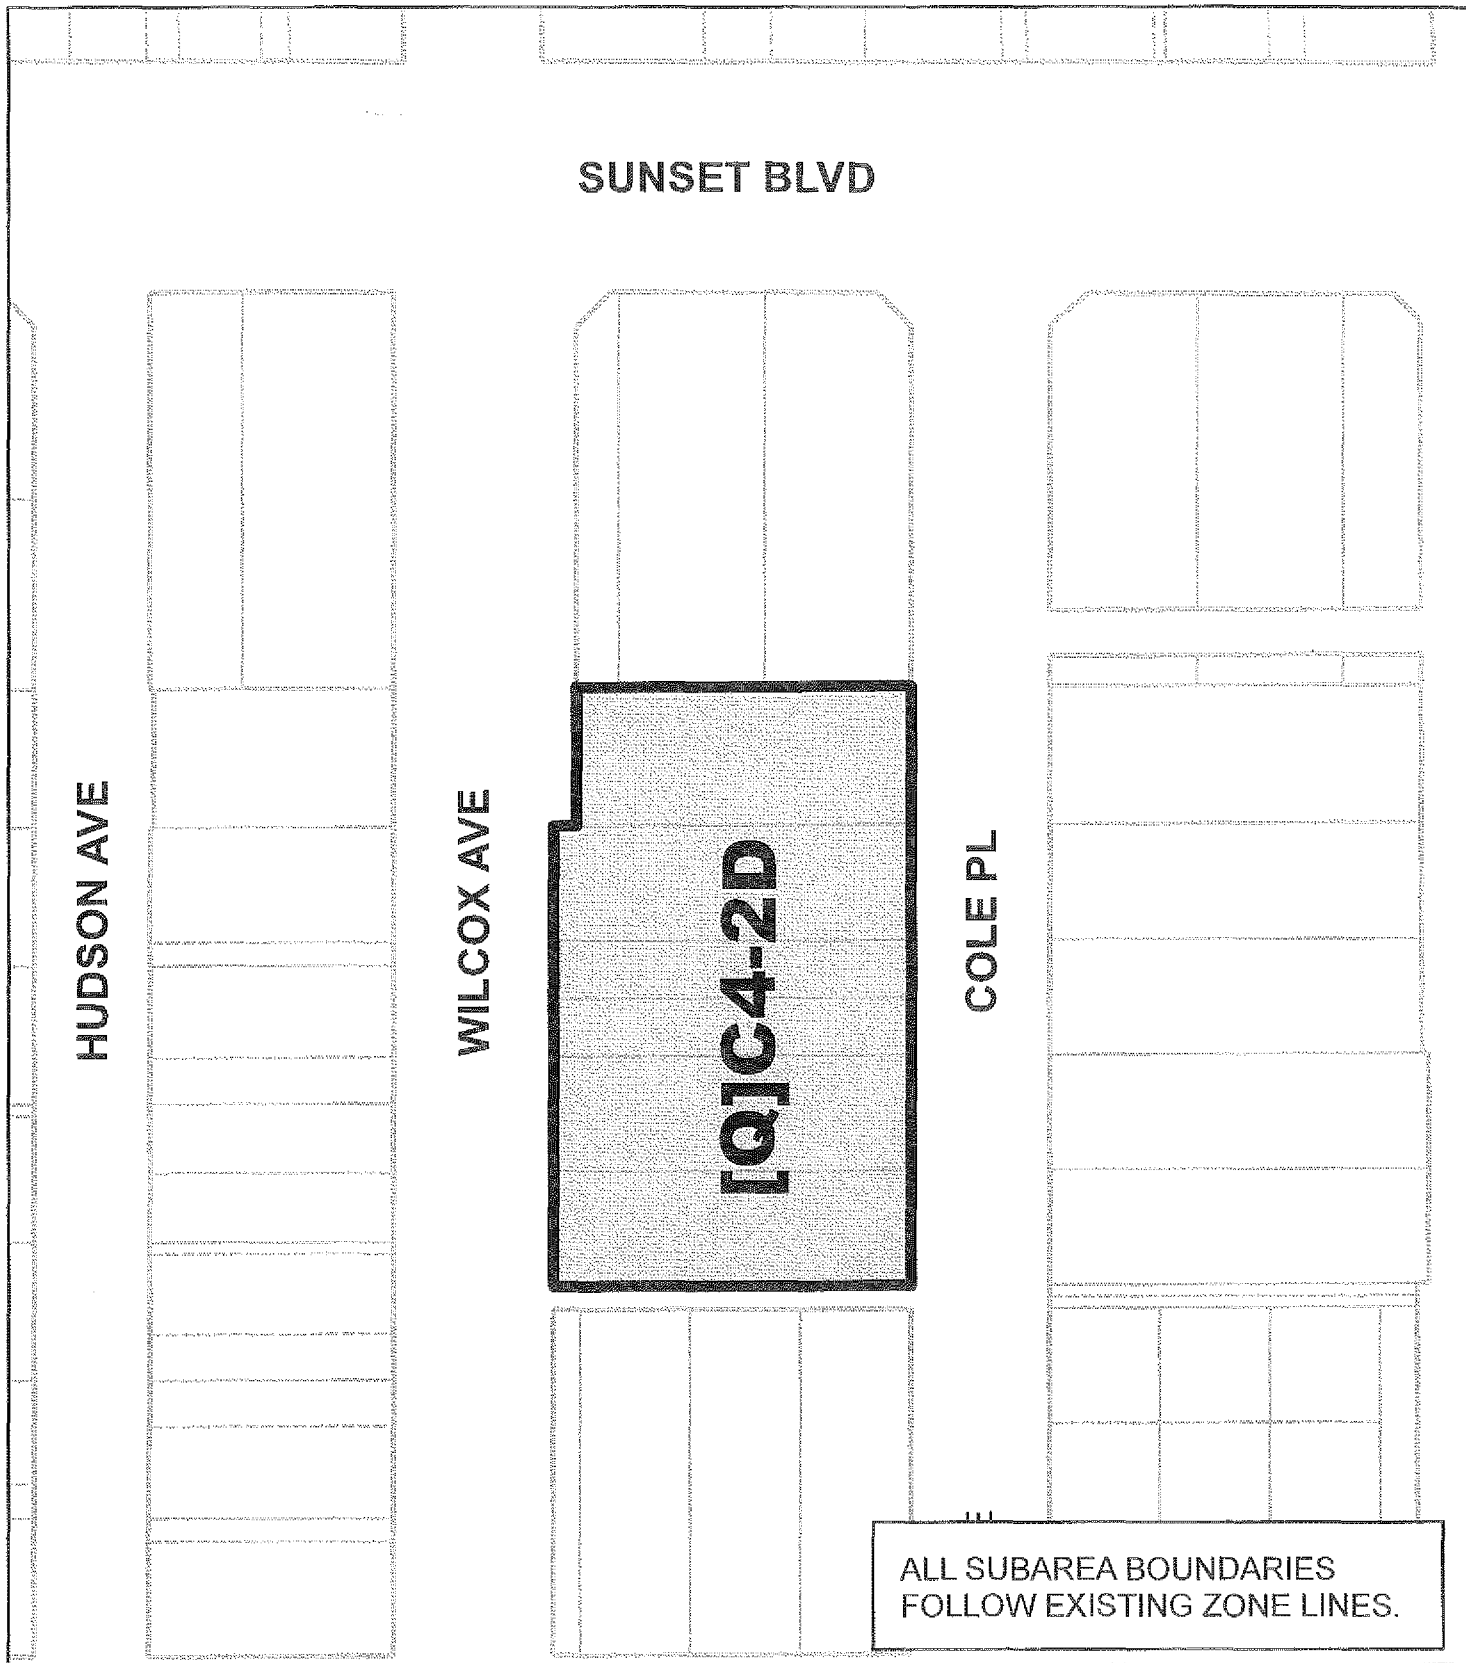 SUNSET BLVD
HUDSON AVE
WILCOX AVE
[Q]C4-2D
COLE PL
ALL SUBAREA BOUNDARIES
FOLLOW EXISTING ZONE LINES.